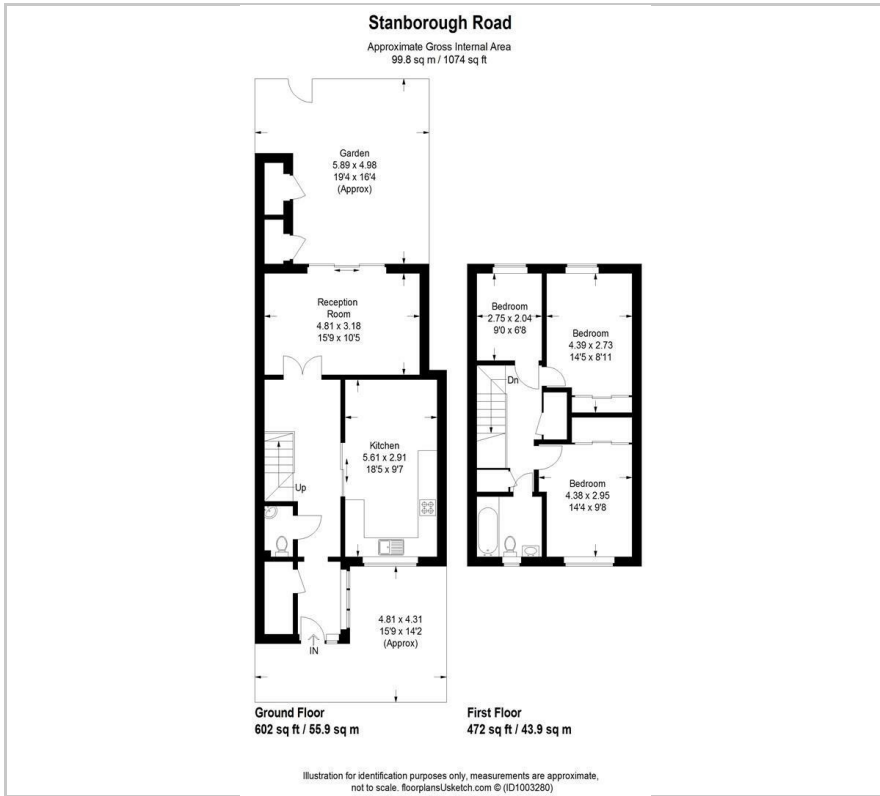 Stanborough Road
Approximate Gross Internal Area
99.8 sq m / 1074 sq ft
Garden
5.89 x 4.98
19'4 x 16'4
(Approx)
Reception
Room
4.81 x 3.18
15'9 x 10'5
Kitchen
5.61 x 2.91
18'5 x 9'7
Up
4.81 x 4.31
15'9 x 14'2
(Approx)
IN
Ground Floor
602 sq ft / 55.9 sq m
Bedroom
2.75 x 2.04
9'0 x 6'8
Bedroom
4.39 x 2.73
14'5 x 8'11
Dn
Bedroom
4.38 x 2.95
14'4 x 9'8
First Floor
472 sq ft / 43.9 sq m
Illustration for identification purposes only, measurements are approximate,
not to scale. floorplansUsketch.com © (ID1003280)